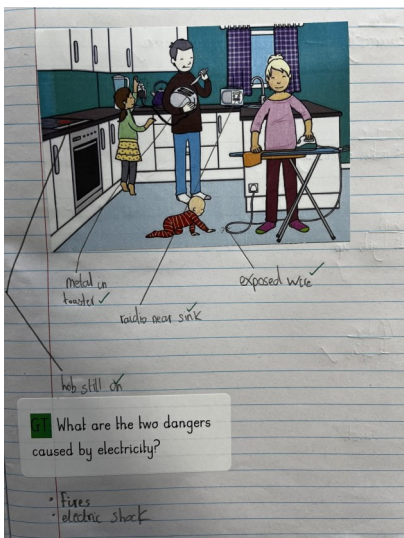 metal in
toaster ✓
exposed wire ✓
radio near sink ✓
hob still on ✓
GT What are the two dangers
caused by electricity?
• Fires
• electric shock